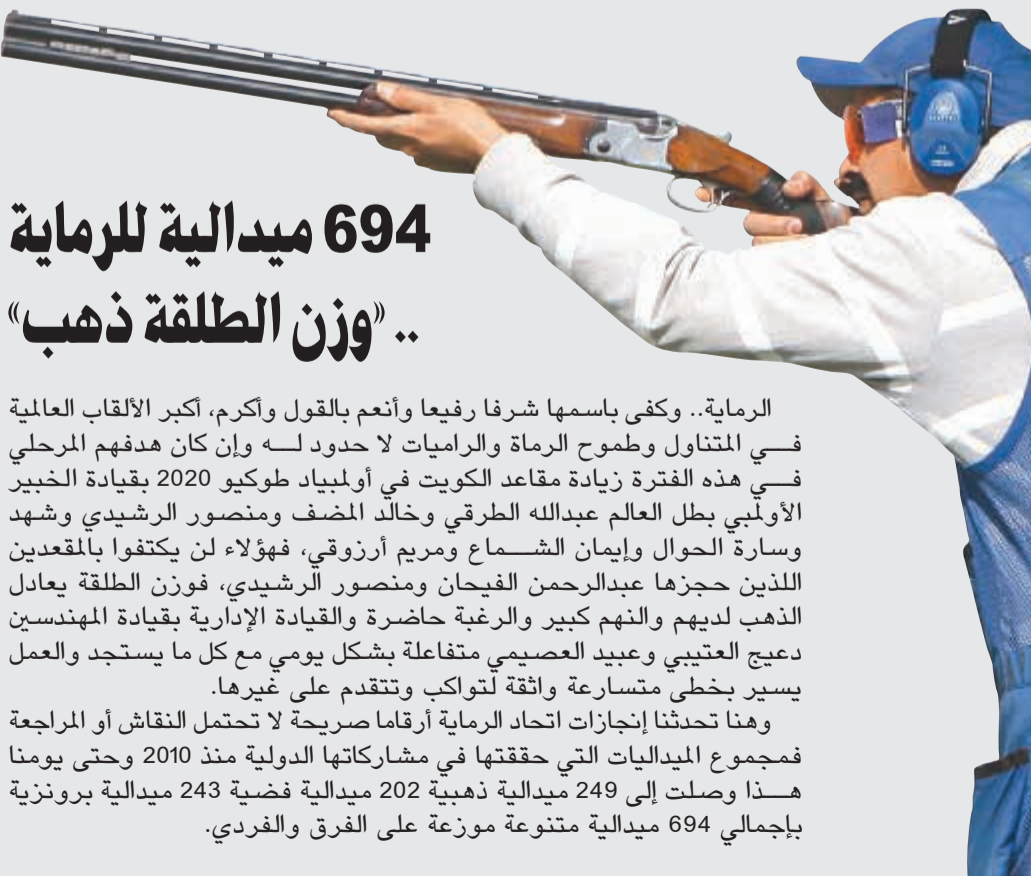 694 ميدالية للرماية
.. «وزن الطلقة ذهب»
الرماية.. وكفى باسمها شرفا رفيعا وأنعم بالقول وأكرم، أكبر الألقاب العالمية
في المتناول وطموح الرماة والراميات لا حدود له وإن كان هدفهم المرحلي
في هذه الفترة زيادة مقاعد الكويت في أولمبياد طوكيو 2020 بقيادة الخبير
الأولمبي بطل العالم عبدالله الطرقي وخالد المضف ومنصور الرشيدي وشهد
وسارة الحوال وإيمان الشماع ومريم أرزوقي، فهؤلاء لن يكتفوا بالمقعدين
اللذين حجزها عبدالرحمن الفيحان ومنصور الرشيدي، فوزن الطلقة يعادل
الذهب لديهم والنهم كبير والرغبة حاضرة والقيادة الإدارية بقيادة المهندسين
دعيج العتيبي وعبيد العصيمي متفاعلة بشكل يومي مع كل ما يستجد والعمل
يسير بخطى متسارعة واثقة لتواكب وتتقدم على غيرها.
وهنا تحدثنا إنجازات اتحاد الرماية أرقاما صريحة لا تحتمل النقاش أو المراجعة
فمجموع الميداليات التي حققتها في مشاركاتها الدولية منذ 2010 وحتى يومنا
هذا وصلت إلى 249 ميدالية ذهبية 202 ميدالية فضية 243 ميدالية برونزية
بإجمالي 694 ميدالية متنوعة موزعة على الفرق والفردي.